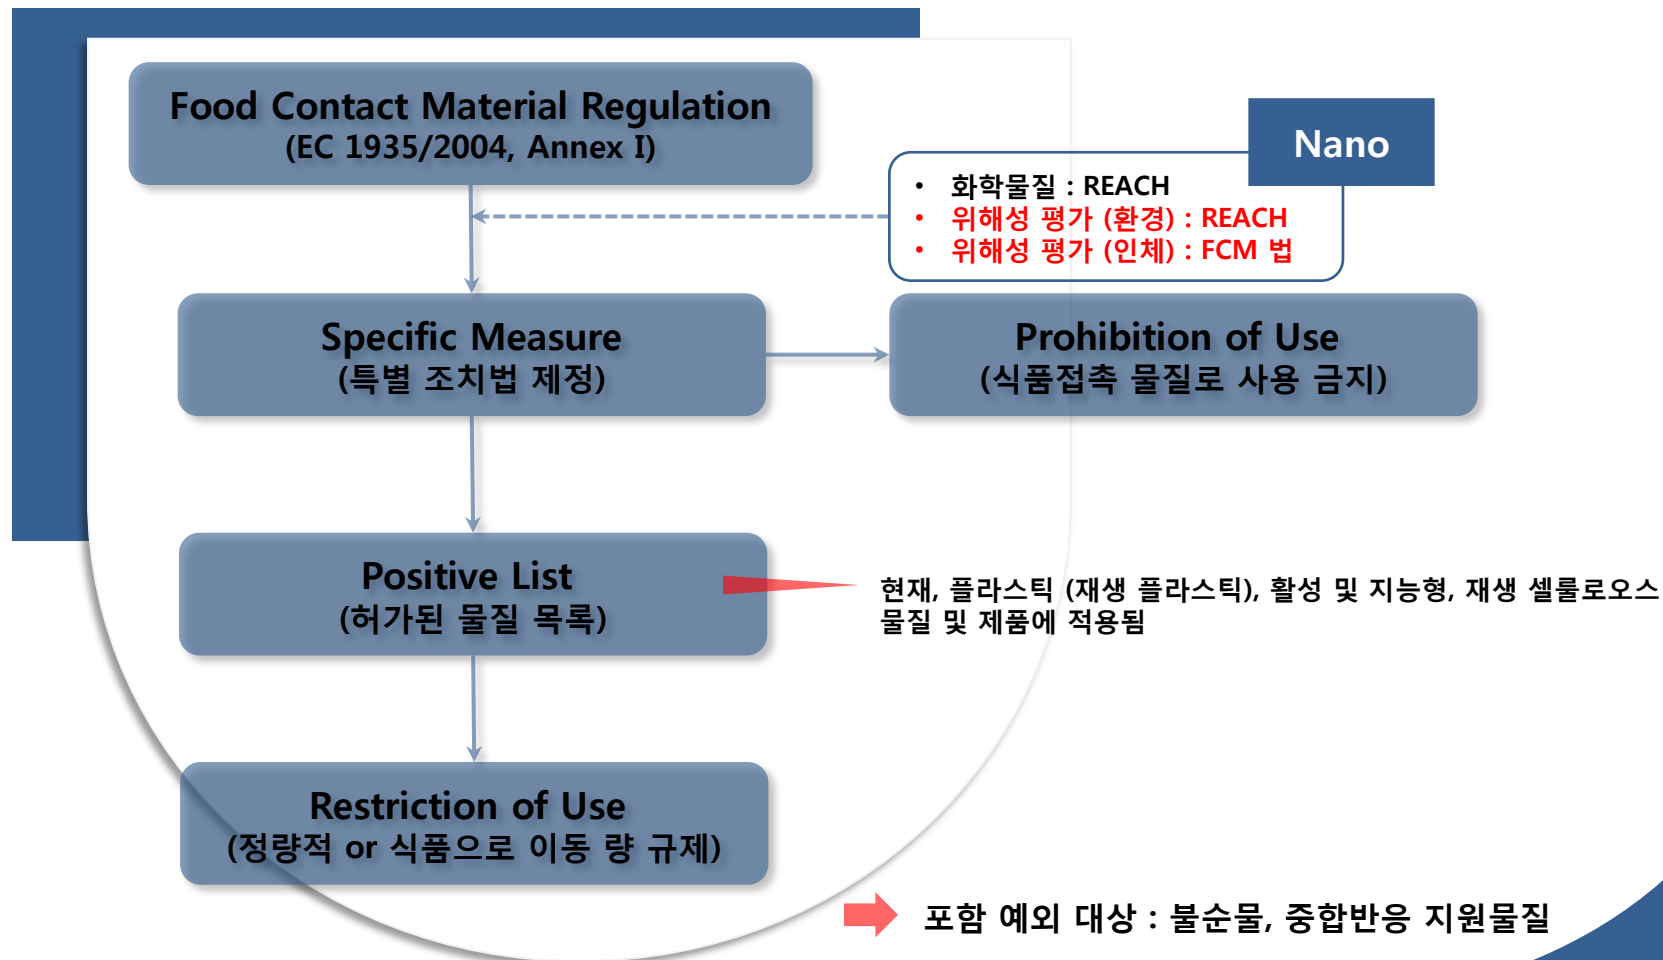 Food Contact Material Regulation
(EC 1935/2004, Annex I)
Nano
• 화학물질 : REACH
• 위해성 평가 (환경) : REACH
• 위해성 평가 (인체) : FCM 법
Specific Measure
(특별 조치법 제정)
Prohibition of Use
(식품접촉 물질로 사용 금지)
Positive List
(허가된 물질 목록)
현재, 플라스틱 (재생 플라스틱), 활성 및 지능형, 재생 셀룰로오스
물질 및 제품에 적용됨
Restriction of Use
(정량적 or 식품으로 이동 량 규제)
포함 예외 대상 : 불순물, 중합반응 지원물질